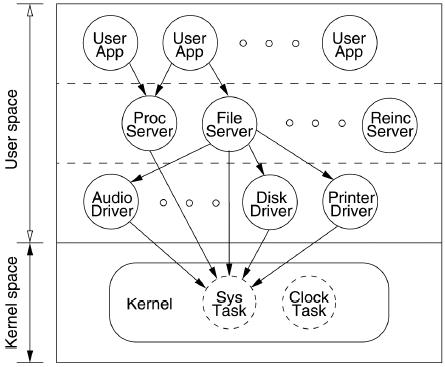 User
App
User
App
User
App
Proc
Server
File
Server
Reinc
Server
Audio
Driver
Disk
Driver
Printer
Driver
Kernel
Sys
Task
Clock
Task
User space
Kernel space